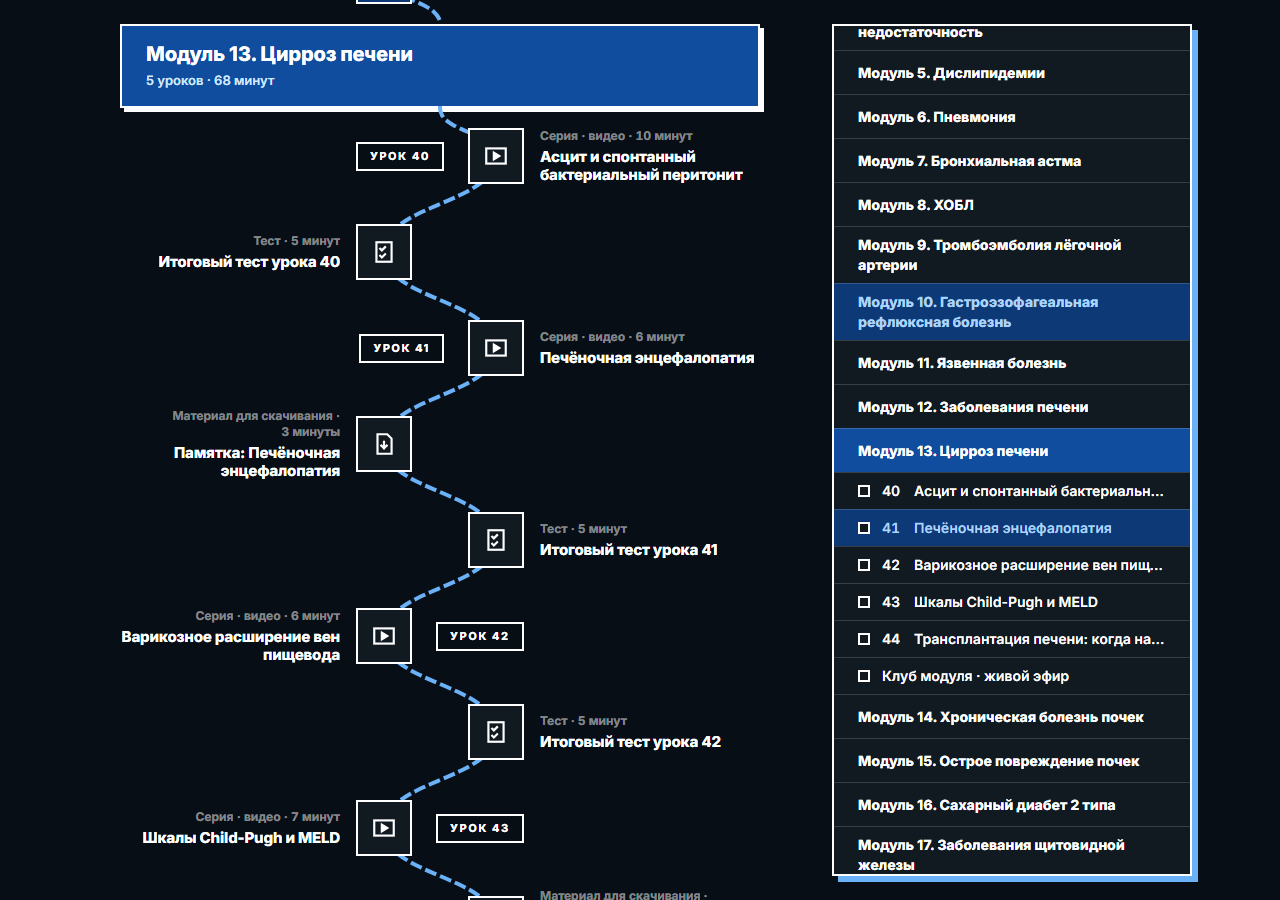 Модуль 13. Цирроз печени
5 уроков · 68 минут
УРОК 40
Серия · видео · 10 минут
Асцит и спонтанный
бактериальный перитонит
Тест · 5 минут
Итоговый тест урока 40
УРОК 41
Серия · видео · 6 минут
Печёночная энцефалопатия
Материал для скачивания ·
3 минуты
Памятка: Печёночная
энцефалопатия
Тест · 5 минут
Итоговый тест урока 41
Серия · видео · 6 минут
Варикозное расширение вен
пищевода
УРОК 42
Тест · 5 минут
Итоговый тест урока 42
Серия · видео · 7 минут
Шкалы Child-Pugh и MELD
УРОК 43
Материал для скачивания ·
недостаточность
Модуль 5. Дислипидемии
Модуль 6. Пневмония
Модуль 7. Бронхиальная астма
Модуль 8. ХОБЛ
Модуль 9. Тромбоэмболия лёгочной
артерии
Модуль 10. Гастроэзофагеальная
рефлюксная болезнь
Модуль 11. Язвенная болезнь
Модуль 12. Заболевания печени
Модуль 13. Цирроз печени
40 Асцит и спонтанный бактериальн...
41 Печёночная энцефалопатия
42 Варикозное расширение вен пищ...
43 Шкалы Child-Pugh и MELD
44 Трансплантация печени: когда на...
Клуб модуля · живой эфир
Модуль 14. Хроническая болезнь почек
Модуль 15. Острое повреждение почек
Модуль 16. Сахарный диабет 2 типа
Модуль 17. Заболевания щитовидной
железы